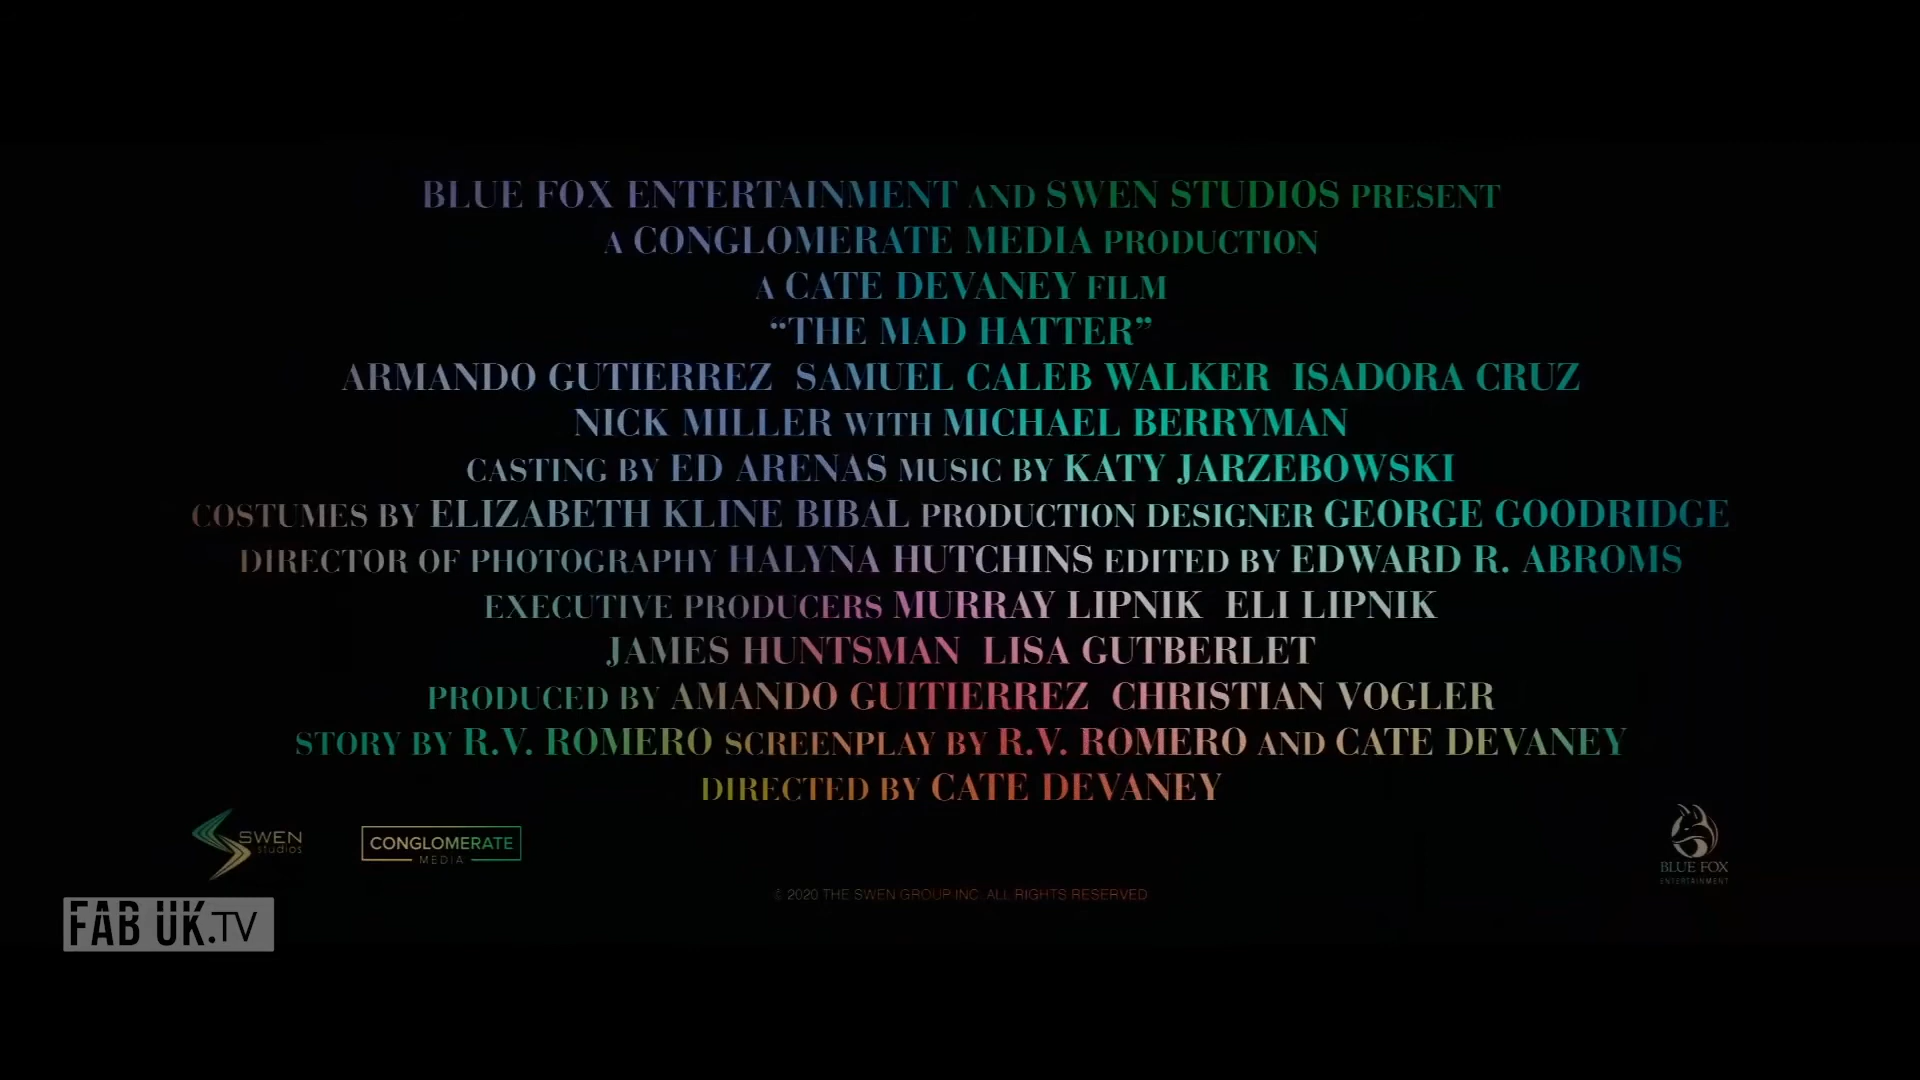 BLUE FOX ENTERTAINMENT AND SWEN STUDIOS PRESENT
A CONGLOMERATE MEDIA PRODUCTION
A CATE DEVANEY FILM
“THE MAD HATTER”
ARMANDO GUTIERREZ SAMUEL CALEB WALKER ISADORA CRUZ
NICK MILLER WITH MICHAEL BERRYMAN
CASTING BY ED ARENAS MUSIC BY KATY JARZEBOWSKI
COSTUMES BY ELIZABETH KLINE BIBAL PRODUCTION DESIGNER GEORGE GOODRIDGE
DIRECTOR OF PHOTOGRAPHY HALYNA HUTCHINS EDITED BY EDWARD R. ABROMS
EXECUTIVE PRODUCERS MURRAY LIPNIK ELI LIPNIK
JAMES HUNTSMAN LISA GUTBERLET
PRODUCED BY AMANDO GUITIERREZ CHRISTIAN VOGLER
STORY BY R.V. ROMERO SCREENPLAY BY R.V. ROMERO AND CATE DEVANEY
DIRECTED BY CATE DEVANEY
SWEN
studios
CONGLOMERATE
MEDIA
BLUE FOX
ENTERTAINMENT
© 2020 THE SWEN GROUP INC. ALL RIGHTS RESERVED
FAB UK.TV